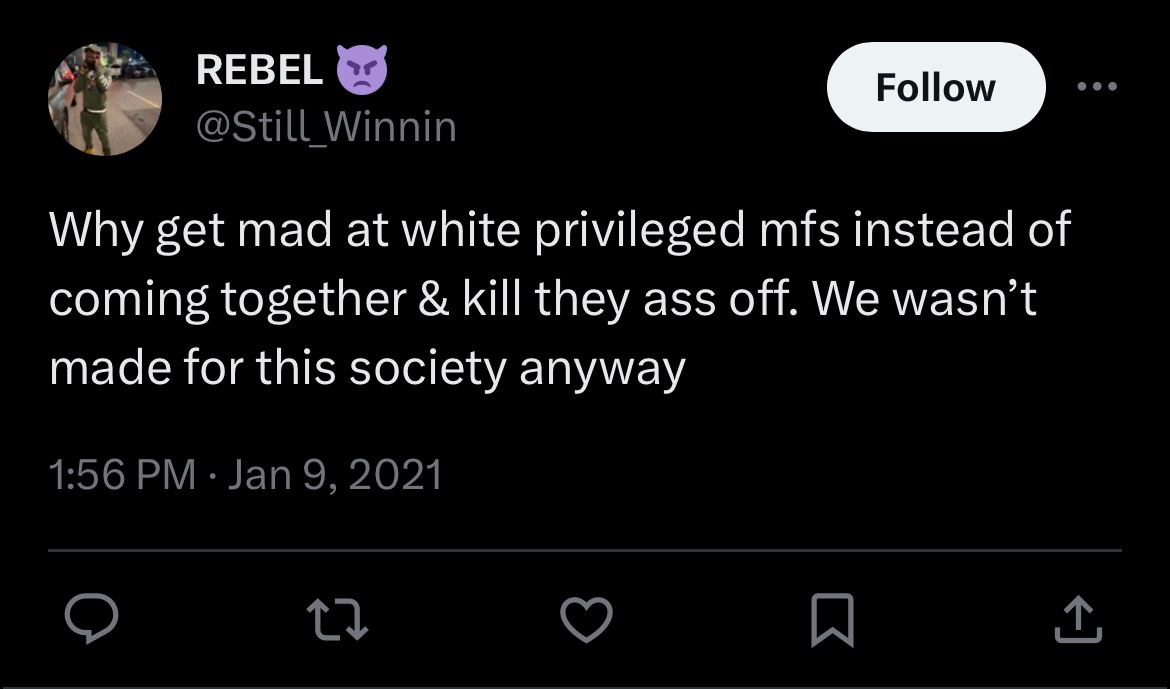 REBEL 👿
@Still_Winnin
Follow
Why get mad at white privileged mfs instead of
coming together & kill they ass off. We wasn’t
made for this society anyway
1:56 PM · Jan 9, 2021